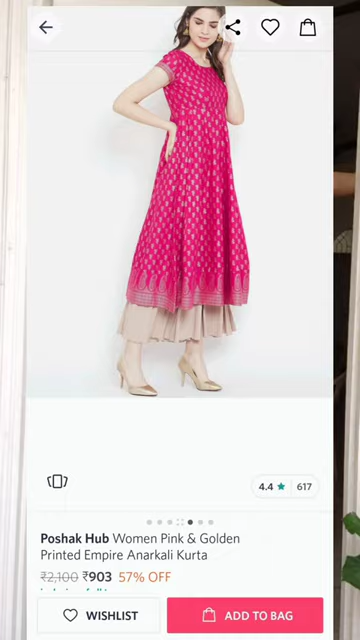 4.4 ★ 617
Poshak Hub Women Pink & Golden
Printed Empire Anarkali Kurta
₹2,100 ₹903 57% OFF
WISHLIST
ADD TO BAG